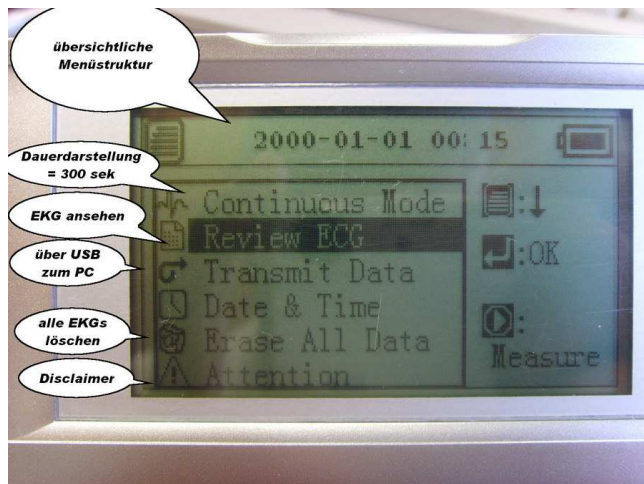 übersichtliche
Menüstruktur
2000-01-01 00:15
Dauerdarstellung
= 300 sek
Continuous Mode
:↓
EKG ansehen
Review ECG
:OK
über USB
zum PC
Transmit Data
Date & Time
:
Measure
alle EKGs
löschen
Erase All Data
Disclaimer
Attention